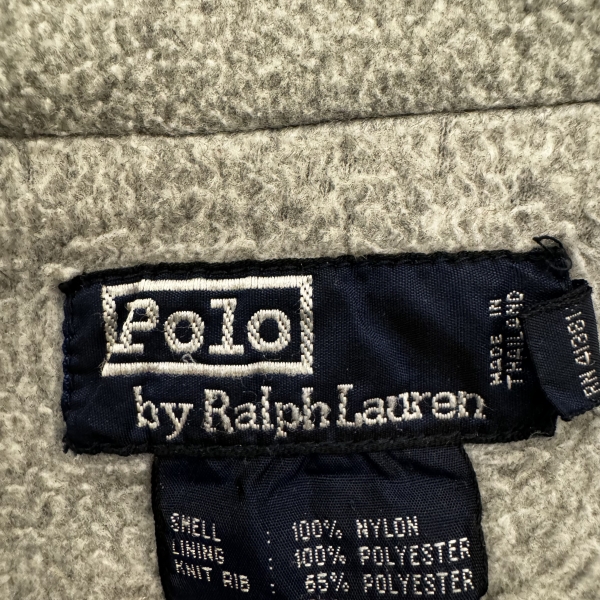 Polo
by Ralph Lauren
MADE IN
THAILAND
RN 41381
SHELL : 100% NYLON
LINING : 100% POLYESTER
KNIT RIB 65% POLYESTER